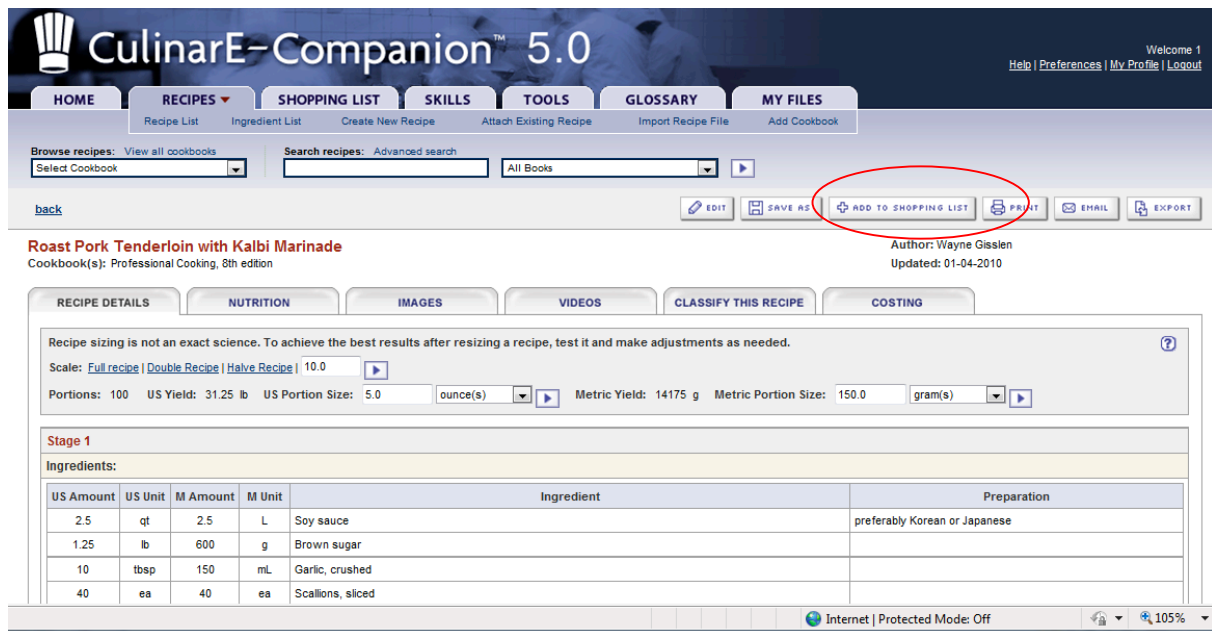 CulinarE-Companion™ 5.0
Welcome 1
Help | Preferences | My Profile | Logout
HOME RECIPES SHOPPING LIST SKILLS TOOLS GLOSSARY MY FILES
Recipe List Ingredient List Create New Recipe Attach Existing Recipe Import Recipe File Add Cookbook
Browse recipes: View all cookbooks Search recipes: Advanced search
Select Cookbook All Books
back EDIT SAVE AS ADD TO SHOPPING LIST PRINT EMAIL EXPORT
Roast Pork Tenderloin with Kalbi Marinade Author: Wayne Gisslen
Cookbook(s): Professional Cooking, 8th edition Updated: 01-04-2010
RECIPE DETAILS NUTRITION IMAGES VIDEOS CLASSIFY THIS RECIPE COSTING
Recipe sizing is not an exact science. To achieve the best results after resizing a recipe, test it and make adjustments as needed. ?
Scale: Full recipe | Double Recipe | Halve Recipe | 10.0
Portions: 100 US Yield: 31.25 lb US Portion Size: 5.0 ounce(s) Metric Yield: 14175 g Metric Portion Size: 150.0 gram(s)
Stage 1
Ingredients:
US Amount US Unit M Amount M Unit Ingredient Preparation
2.5 qt 2.5 L Soy sauce preferably Korean or Japanese
1.25 lb 600 g Brown sugar
10 tbsp 150 mL Garlic, crushed
40 ea 40 ea Scallions, sliced
Internet | Protected Mode: Off 105%